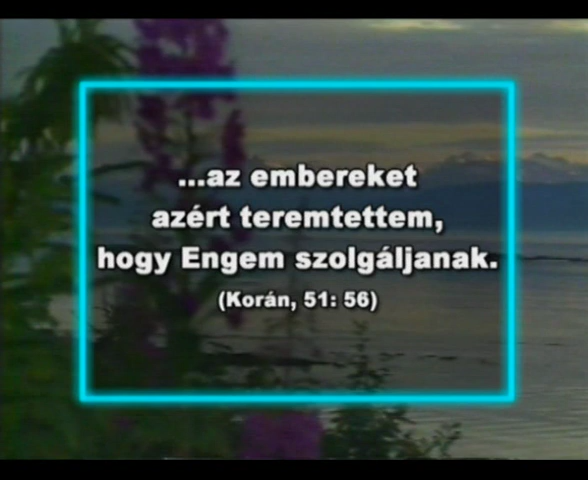 ...az embereket
azért teremtettem,
hogy Engem szolgáljanak.
(Korán, 51: 56)